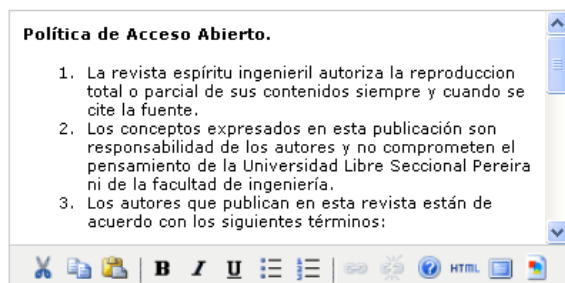 Política de Acceso Abierto.
1. La revista espíritu ingenieril autoriza la reproduccion
total o parcial de sus contenidos siempre y cuando se
cite la fuente.
2. Los conceptos expresados en esta publicación son
responsabilidad de los autores y no comprometen el
pensamiento de la Universidad Libre Seccional Pereira
ni de la facultad de ingeniería.
3. Los autores que publican en esta revista están de
acuerdo con los siguientes términos:
B I U HTML